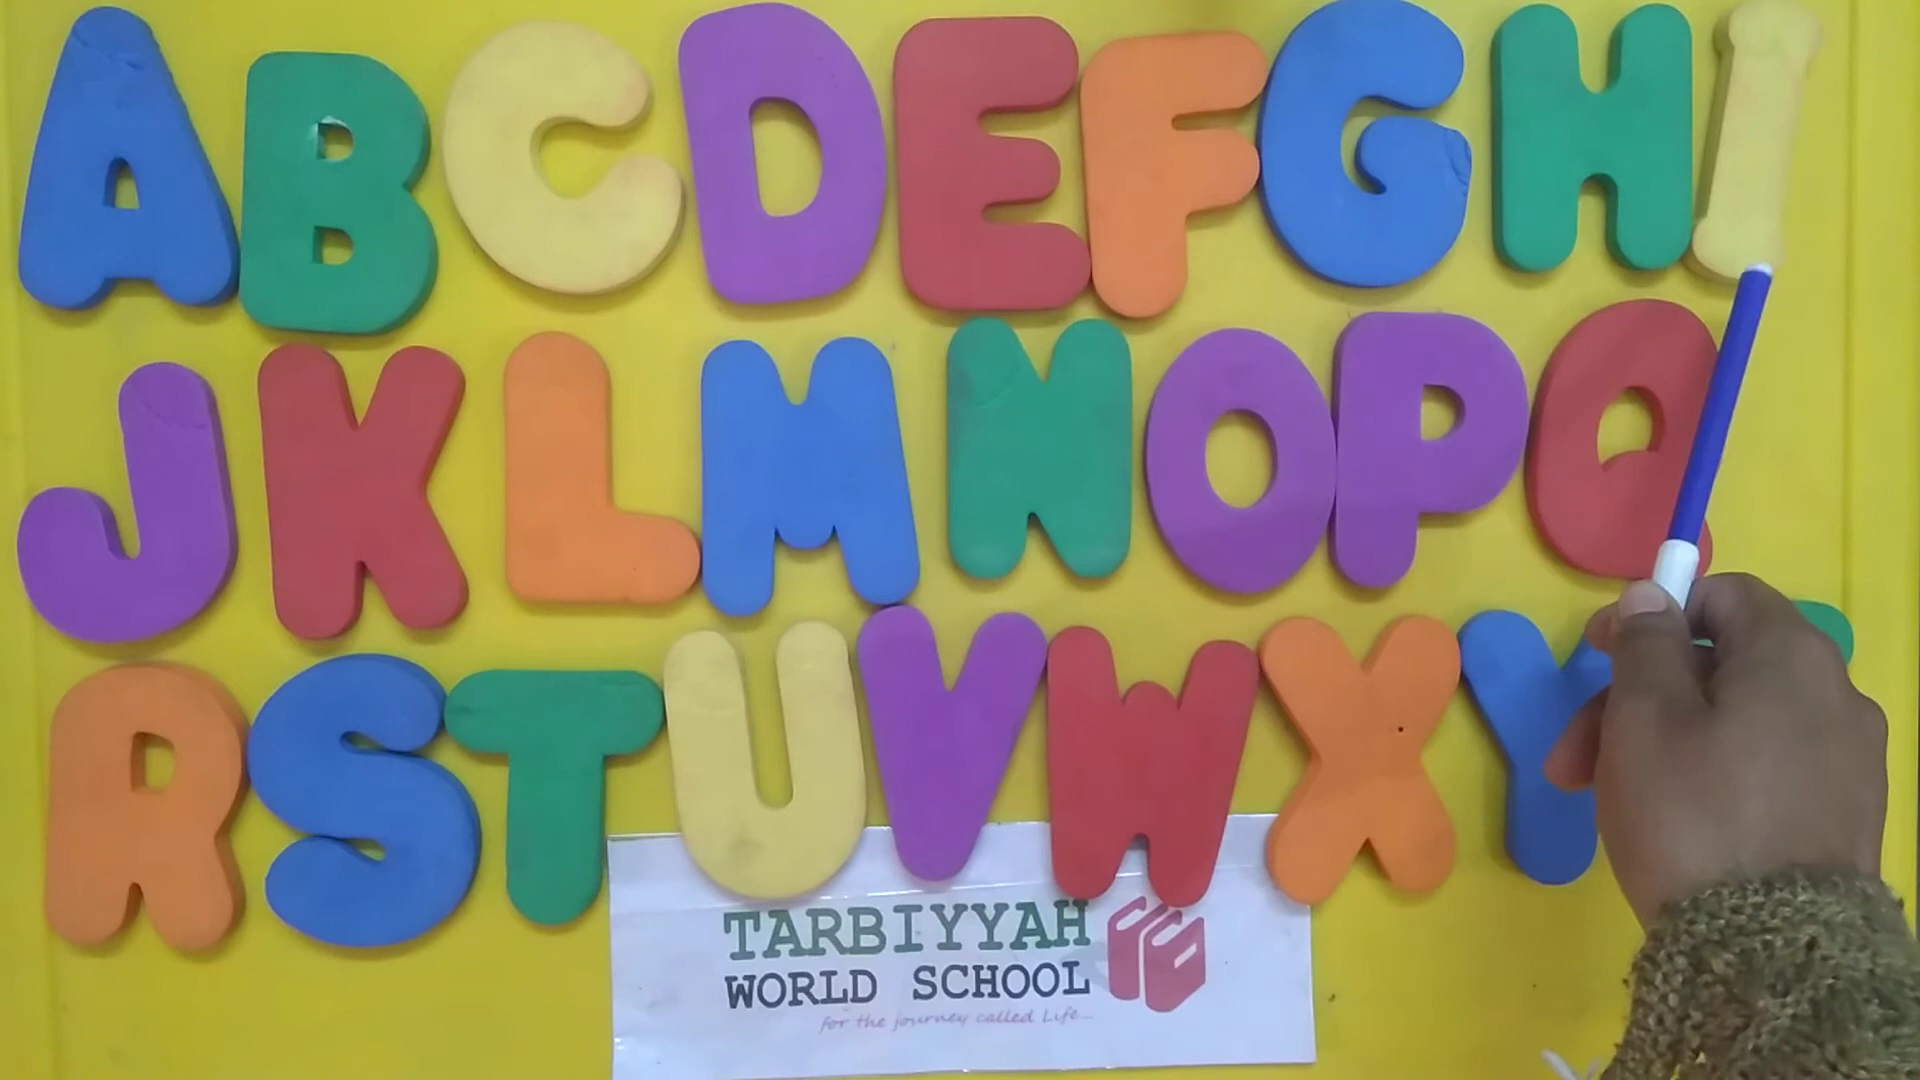 ABCDEFGHI
JKLMNOPQ
RSTUVWXY
TARBIYYAH
WORLD SCHOOL
for the journey called Life...